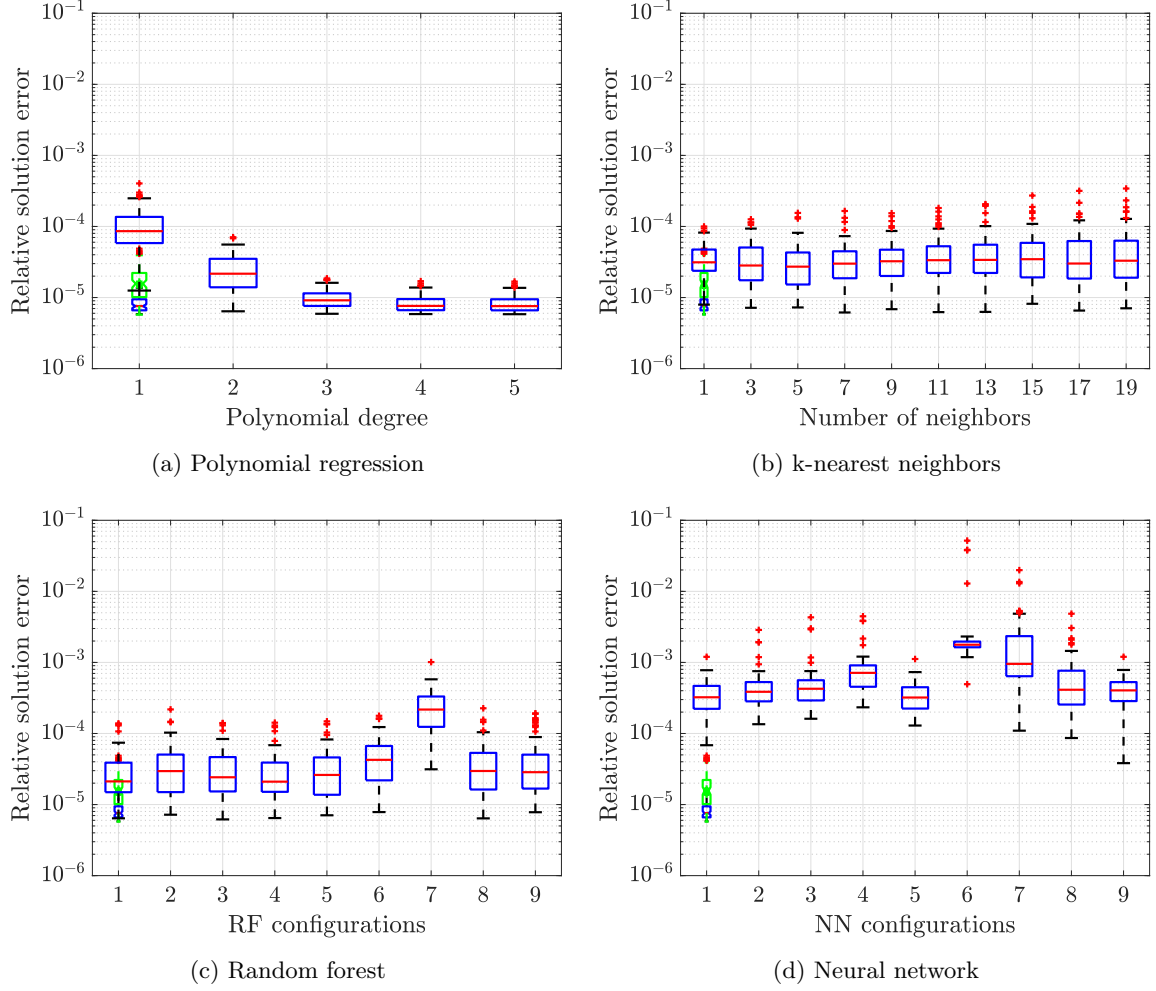 10⁻¹
10⁻²
10⁻³
10⁻⁴
10⁻⁵
10⁻⁶
Relative solution error
1 2 3 4 5
Polynomial degree
(a) Polynomial regression
10⁻¹
10⁻²
10⁻³
10⁻⁴
10⁻⁵
10⁻⁶
Relative solution error
1 3 5 7 9 11 13 15 17 19
Number of neighbors
(b) k-nearest neighbors
10⁻¹
10⁻²
10⁻³
10⁻⁴
10⁻⁵
10⁻⁶
Relative solution error
1 2 3 4 5 6 7 8 9
RF configurations
(c) Random forest
10⁻¹
10⁻²
10⁻³
10⁻⁴
10⁻⁵
10⁻⁶
Relative solution error
1 2 3 4 5 6 7 8 9
NN configurations
(d) Neural network